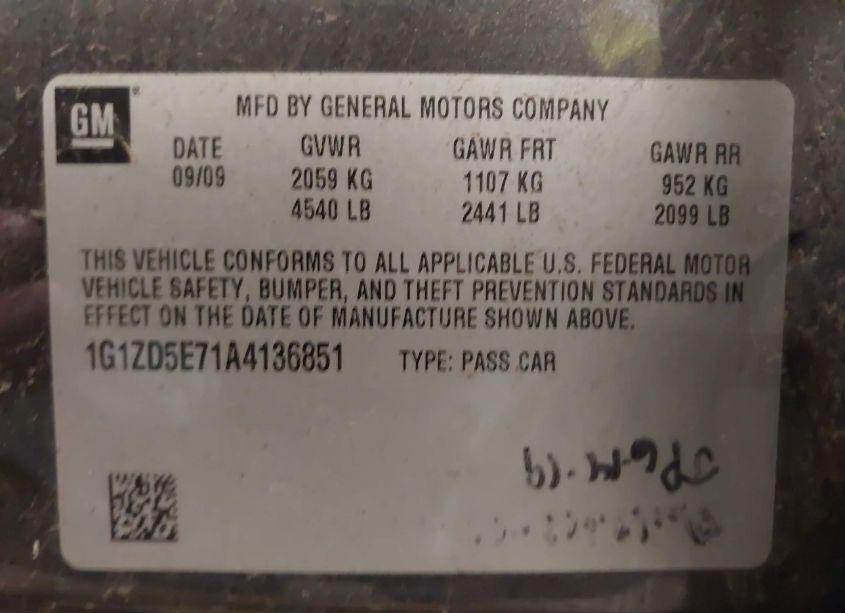 GM
MFD BY GENERAL MOTORS COMPANY
DATE GVWR GAWR FRT GAWR RR
09/09 2059 KG 1107 KG 952 KG
4540 LB 2441 LB 2099 LB
THIS VEHICLE CONFORMS TO ALL APPLICABLE U.S. FEDERAL MOTOR
VEHICLE SAFETY, BUMPER, AND THEFT PREVENTION STANDARDS IN
EFFECT ON THE DATE OF MANUFACTURE SHOWN ABOVE.
1G1ZD5E71A4136851 TYPE: PASS CAR